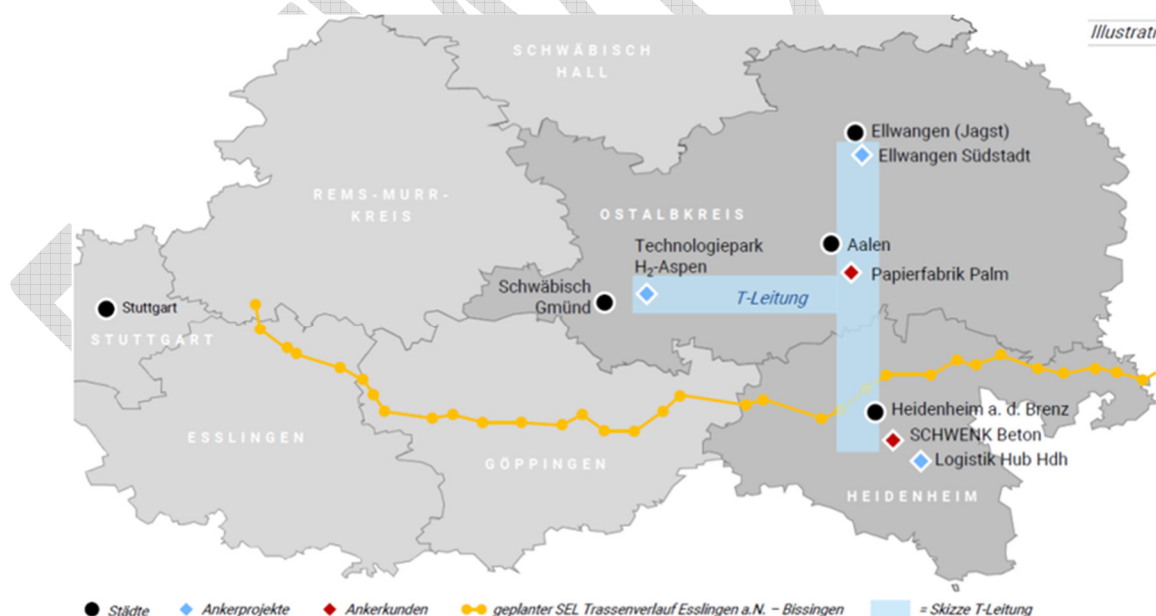 Illustrati
SCHWÄBISCH
HALL
Ellwangen (Jagst)
Ellwangen Südstadt
REMS-MURR-
KREIS
OSTALBKREIS
Technologiepark
H₂-Aspen
Aalen
Papierfabrik Palm
Schwäbisch
Gmünd
T-Leitung
Stuttgart
STUTTGART
Heidenheim a. d. Brenz
SCHWENK Beton
Logistik Hub Hdh
ESSLINGEN
GÖPPINGEN
HEIDENHEIM
Städte
Ankerprojekte
Ankerkunden
geplanter SEL Trassenverlauf Esslingen a.N. – Bissingen
= Skizze T-Leitung